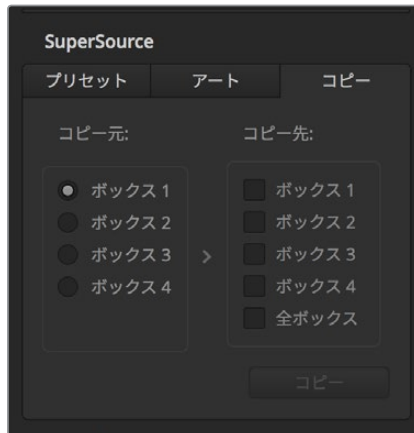 SuperSource
プリセット アート コピー
コピー元: コピー先:
ボックス 1 ボックス 1
ボックス 2 ボックス 2
ボックス 3 > ボックス 3
ボックス 4 ボックス 4
全ボックス
コピー